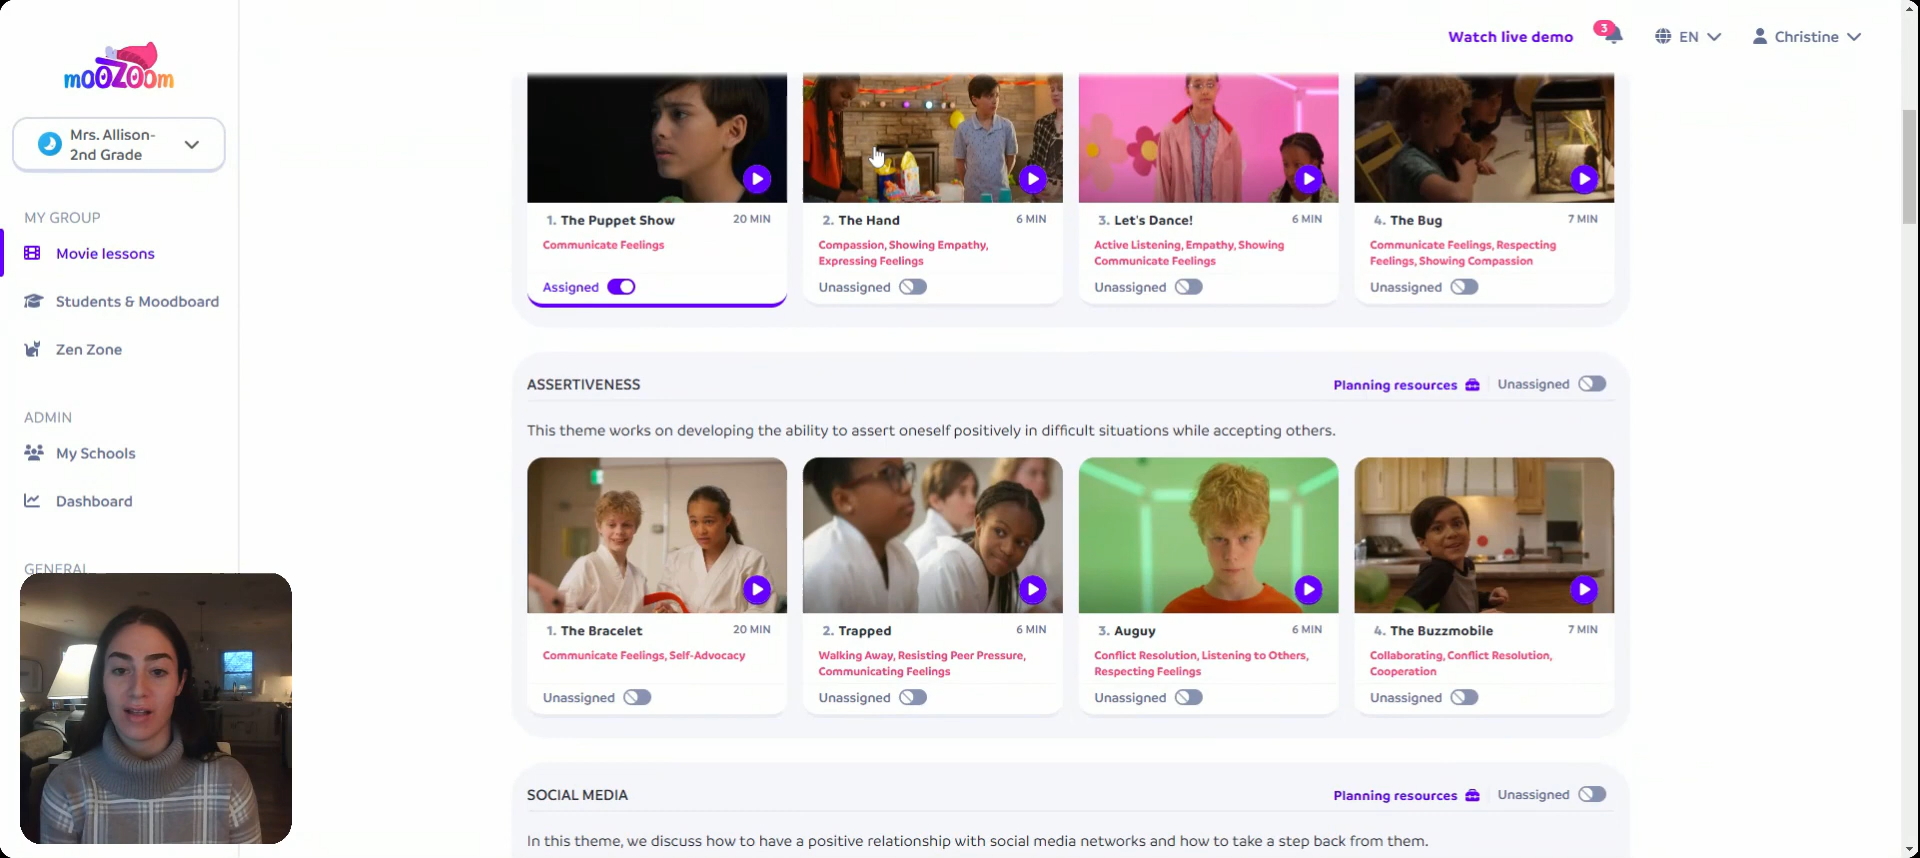 Watch live demo
3
EN
Christine
mooZoom
Mrs. Allison-
2nd Grade
MY GROUP
Movie lessons
Students & Moodboard
Zen Zone
ADMIN
My Schools
Dashboard
GENERAL
1. The Puppet Show 20 MIN
Communicate Feelings
Assigned
2. The Hand 6 MIN
Compassion, Showing Empathy,
Expressing Feelings
Unassigned
3. Let's Dance! 6 MIN
Active Listening, Empathy, Showing
Communicate Feelings
Unassigned
4. The Bug 7 MIN
Communicate Feelings, Respecting
Feelings, Showing Compassion
Unassigned
ASSERTIVENESS Planning resources Unassigned
This theme works on developing the ability to assert oneself positively in difficult situations while accepting others.
1. The Bracelet 20 MIN
Communicate Feelings, Self-Advocacy
Unassigned
2. Trapped 6 MIN
Walking Away, Resisting Peer Pressure,
Communicating Feelings
Unassigned
3. Auguy 6 MIN
Conflict Resolution, Listening to Others,
Respecting Feelings
Unassigned
4. The Buzzmobile 7 MIN
Collaborating, Conflict Resolution,
Cooperation
Unassigned
SOCIAL MEDIA Planning resources Unassigned
In this theme, we discuss how to have a positive relationship with social media networks and how to take a step back from them.